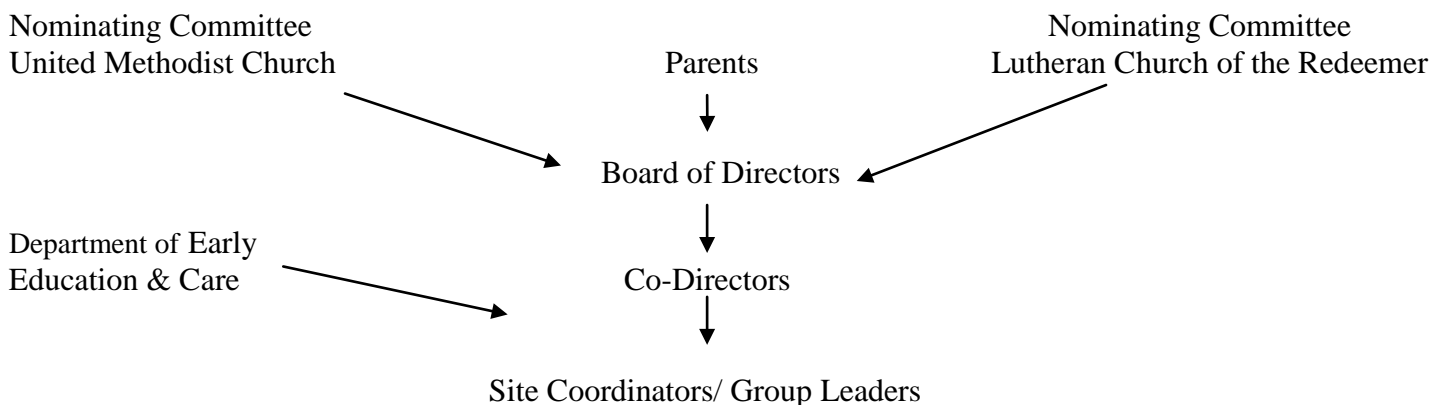 Nominating Committee
United Methodist Church
Parents
Nominating Committee
Lutheran Church of the Redeemer
Board of Directors
Department of Early
Education & Care
Co-Directors
Site Coordinators/ Group Leaders